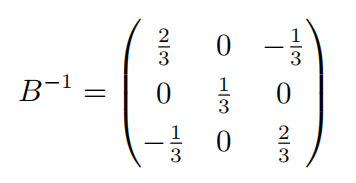 $$B^{-1} = \begin{pmatrix} \frac{2}{3} & 0 & -\frac{1}{3} \\ 0 & \frac{1}{3} & 0 \\ -\frac{1}{3} & 0 & \frac{2}{3} \end{pmatrix}$$